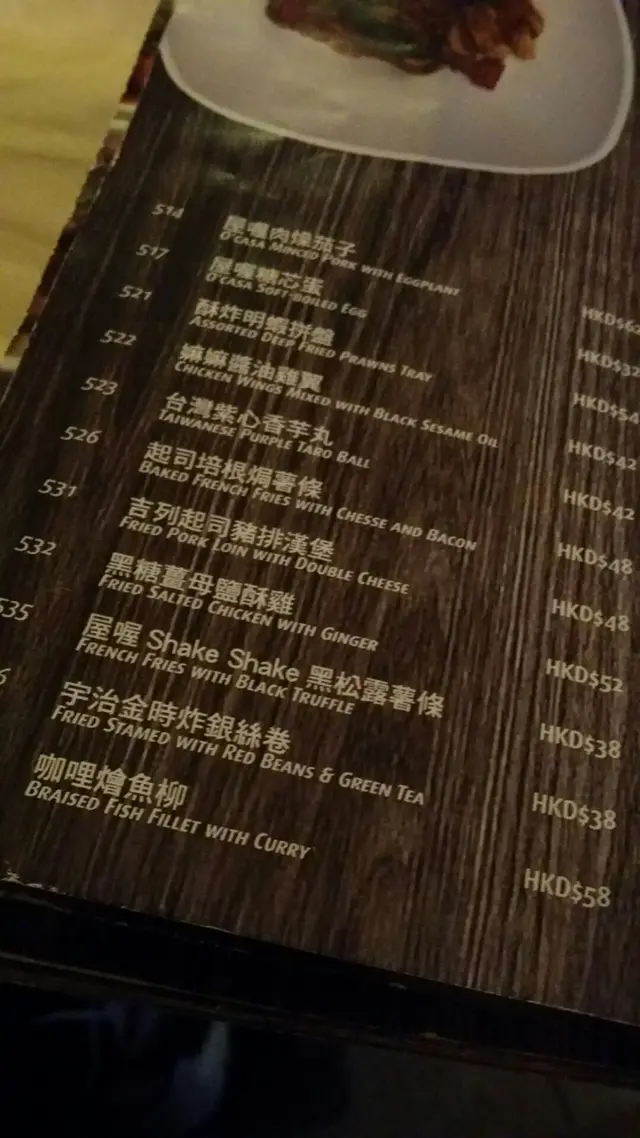 514 屋喔肉燥茄子
D'CASA MINCED PORK WITH EGGPLANT HKD$62
517 屋喔糖芯蛋
D'CASA SOFT BOILED EGG HKD$32
521 酥炸明蝦拼盤
ASSORTED DEEP FRIED PRAWNS TRAY HKD$54
522 嫲嫲醬油雞翼
CHICKEN WINGS MIXED WITH BLACK SESAME OIL HKD$42
523 台灣紫心香芋丸
TAIWANESE PURPLE TARO BALL HKD$42
526 起司培根焗薯條
BAKED FRENCH FRIES WITH CHESSE AND BACON HKD$48
531 吉列起司豬排漢堡
FRIED PORK LOIN WITH DOUBLE CHEESE HKD$48
532 黑糖薑母鹽酥雞
FRIED SALTED CHICKEN WITH GINGER HKD$52
535 屋喔 Shake Shake 黑松露薯條
FRENCH FRIES WITH BLACK TRUFFLE HKD$38
6 宇治金時炸銀絲卷
FRIED STAMED WITH RED BEANS & GREEN TEA HKD$38
咖哩燴魚柳
BRAISED FISH FILLET WITH CURRY HKD$58